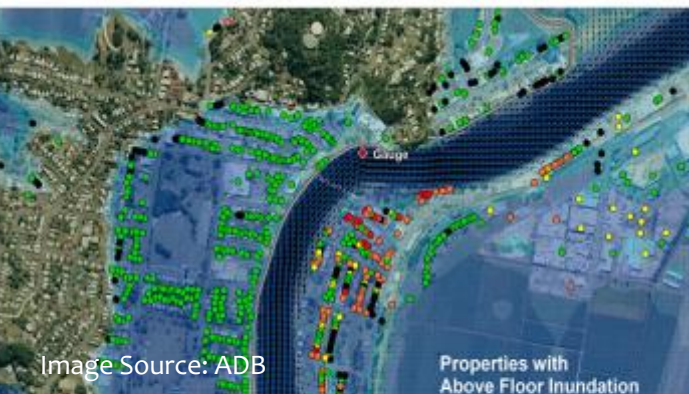 Gauge
Image Source: ADB
Properties with
Above Floor Inundation